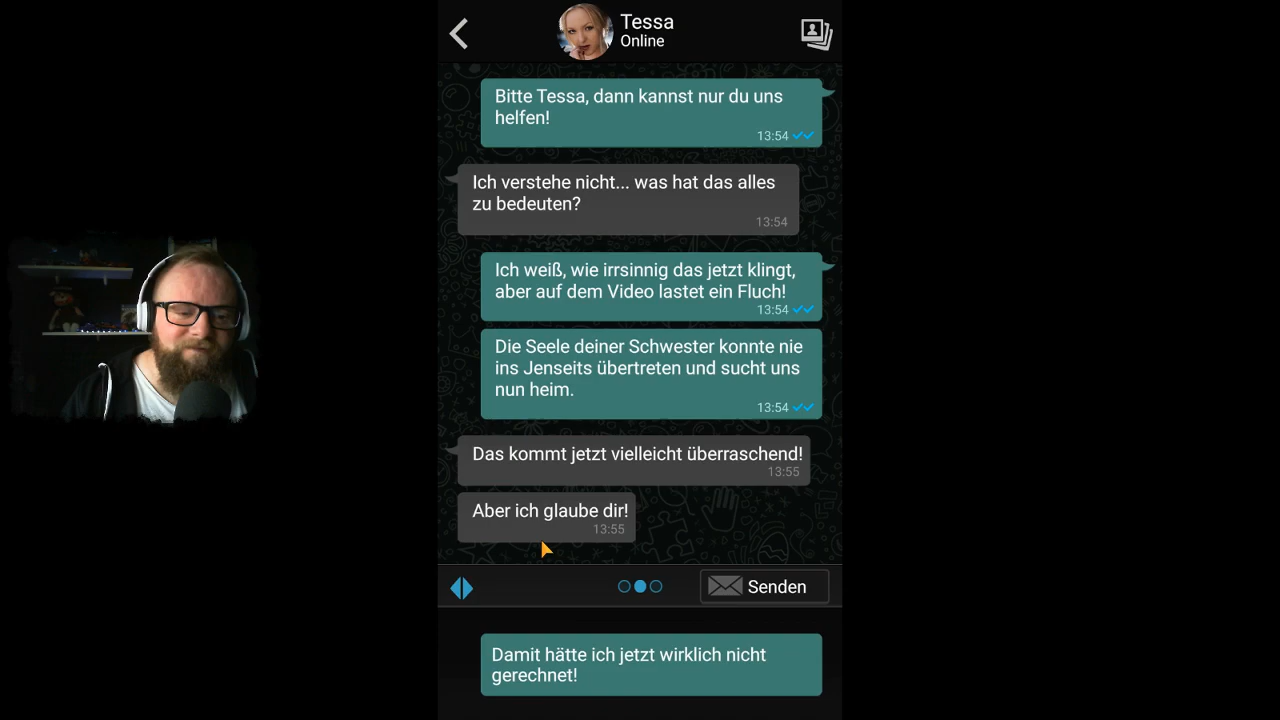 Tessa
Online
Bitte Tessa, dann kannst nur du uns
helfen!
13:54
Ich verstehe nicht... was hat das alles
zu bedeuten?
13:54
Ich weiß, wie irrsinnig das jetzt klingt,
aber auf dem Video lastet ein Fluch!
13:54
Die Seele deiner Schwester konnte nie
ins Jenseits übertreten und sucht uns
nun heim.
13:54
Das kommt jetzt vielleicht überraschend!
13:55
Aber ich glaube dir!
13:55
Senden
Damit hätte ich jetzt wirklich nicht
gerechnet!